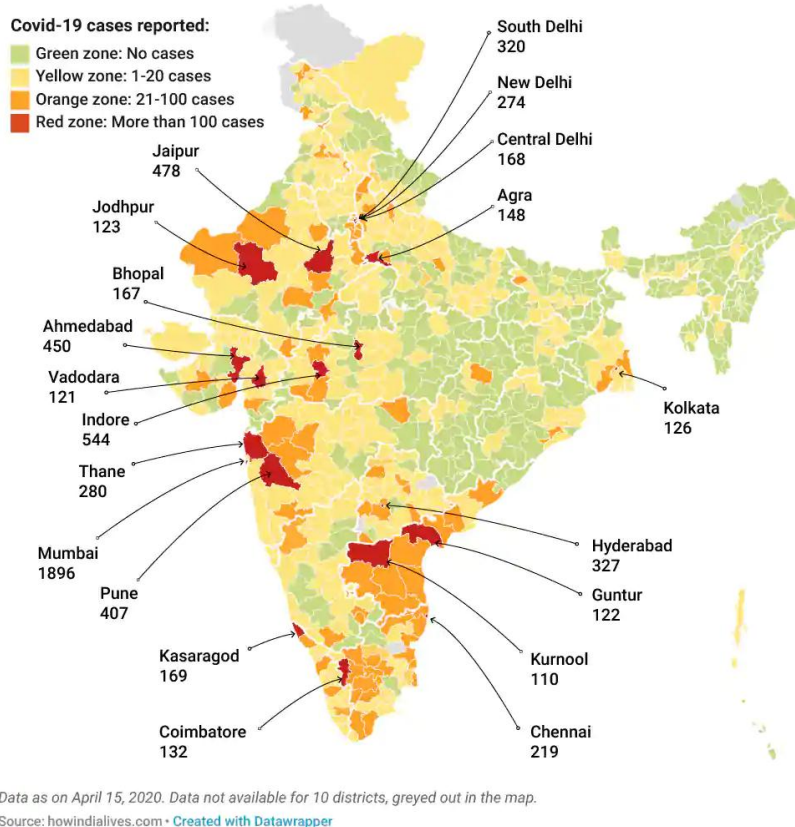 Covid-19 cases reported:
Green zone: No cases
Yellow zone: 1-20 cases
Orange zone: 21-100 cases
Red zone: More than 100 cases
South Delhi
320
New Delhi
274
Central Delhi
168
Agra
148
Jaipur
478
Jodhpur
123
Bhopal
167
Ahmedabad
450
Vadodara
121
Indore
544
Thane
280
Mumbai
1896
Pune
407
Kasaragod
169
Coimbatore
132
Kolkata
126
Hyderabad
327
Guntur
122
Kurnool
110
Chennai
219
Data as on April 15, 2020. Data not available for 10 districts, greyed out in the map.
Source: howindialives.com • Created with Datawrapper